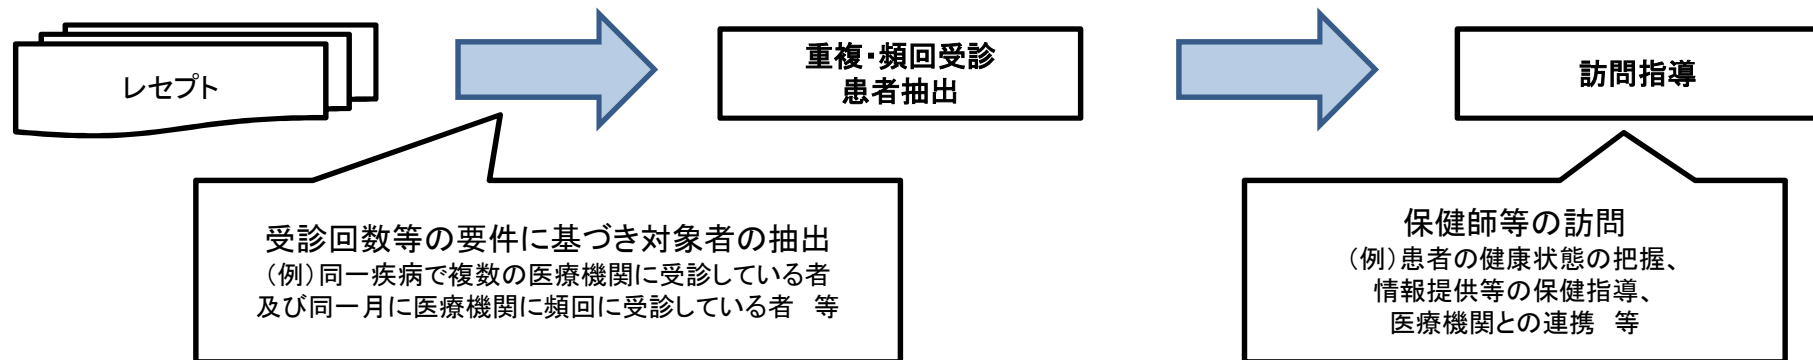 レセプト
重複・頻回受診
患者抽出
訪問指導
受診回数等の要件に基づき対象者の抽出
（例）同一疾病で複数の医療機関に受診している者
及び同一月に医療機関に頻回に受診している者　等
保健師等の訪問
（例）患者の健康状態の把握、
情報提供等の保健指導、
医療機関との連携　等